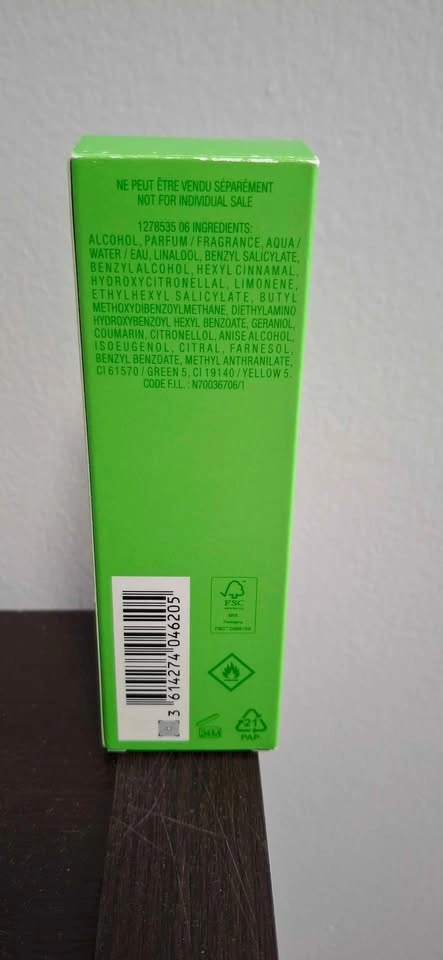 NE PEUT ÊTRE VENDU SÉPARÉMENT
NOT FOR INDIVIDUAL SALE
1278535 06 INGREDIENTS:
ALCOHOL, PARFUM / FRAGRANCE, AQUA /
WATER / EAU, LINALOOL, BENZYL SALICYLATE,
BENZYL ALCOHOL, HEXYL CINNAMAL,
HYDROXYCITRONELLAL, LIMONENE,
ETHYLHEXYL SALICYLATE, BUTYL
METHOXYDIBENZOYLMETHANE, DIETHYLAMINO
HYDROXYBENZOYL HEXYL BENZOATE, GERANIOL,
COUMARIN, CITRONELLOL, ANISE ALCOHOL,
ISOEUGENOL, CITRAL, FARNESOL,
BENZYL BENZOATE, METHYL ANTHRANILATE,
CI 61570 / GREEN 5, CI 19140 / YELLOW 5.
CODE F.I.L. : N70036706/1
3 614274 046205
FSC
MIX
Packaging
24M
21
PAP